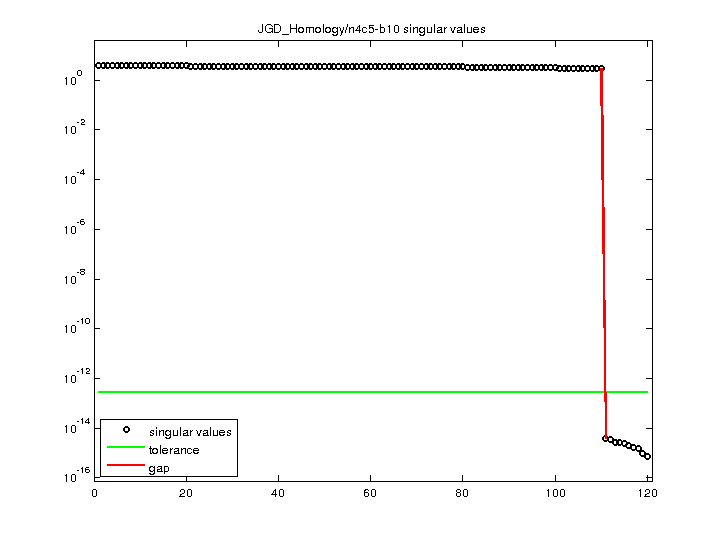 JGD_Homology/n4c5-b10 singular values
10^0
10^-2
10^-4
10^-6
10^-8
10^-10
10^-12
10^-14
10^-16
singular values
tolerance
gap
0 20 40 60 80 100 120